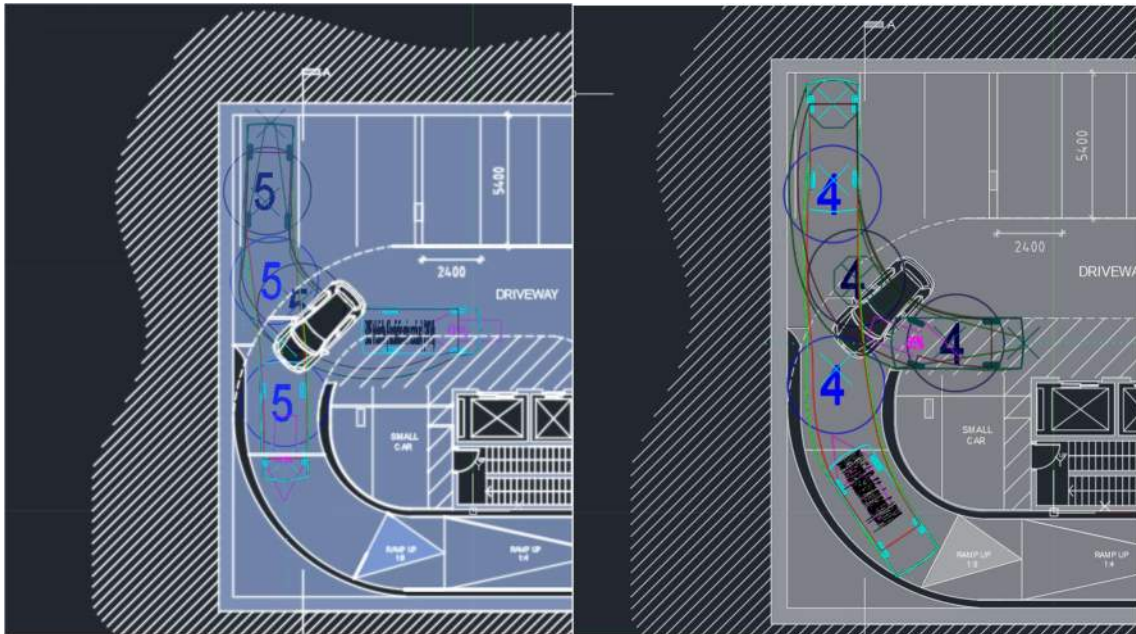 A
5
5
5
5400
2400
DRIVEWAY
SMALL
CAR
RAMP UP
1:8
RAMP UP
1:4
A
4
4
4
4
5400
2400
DRIVEWA
SMALL
CAR
RAMP UP
1:8
RAMP UP
1:4